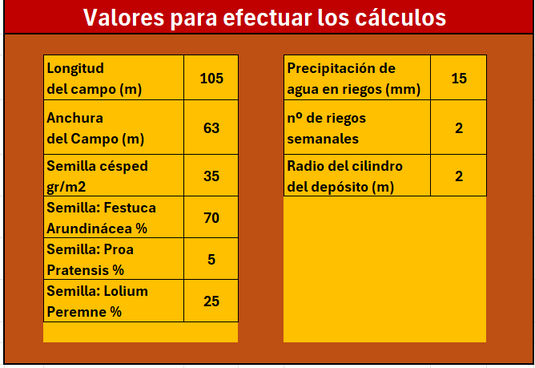 Valores para efectuar los cálculos
Longitud
del campo (m)
105
Anchura
del Campo (m)
63
Semilla césped
gr/m2
35
Semilla: Festuca
Arundinácea %
70
Semilla: Proa
Pratensis %
5
Semilla: Lolium
Peremne %
25
Precipitación de
agua en riegos (mm)
15
nº de riegos
semanales
2
Radio del cilindro
del depósito (m)
2